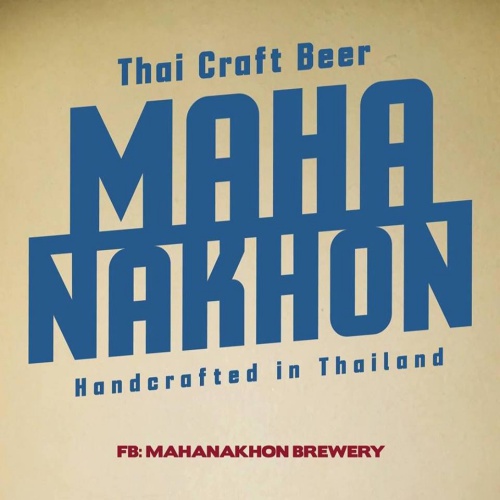 Thai Craft Beer
MAHA
NAKHON
Handcrafted in Thailand
FB: MAHANAKHON BREWERY